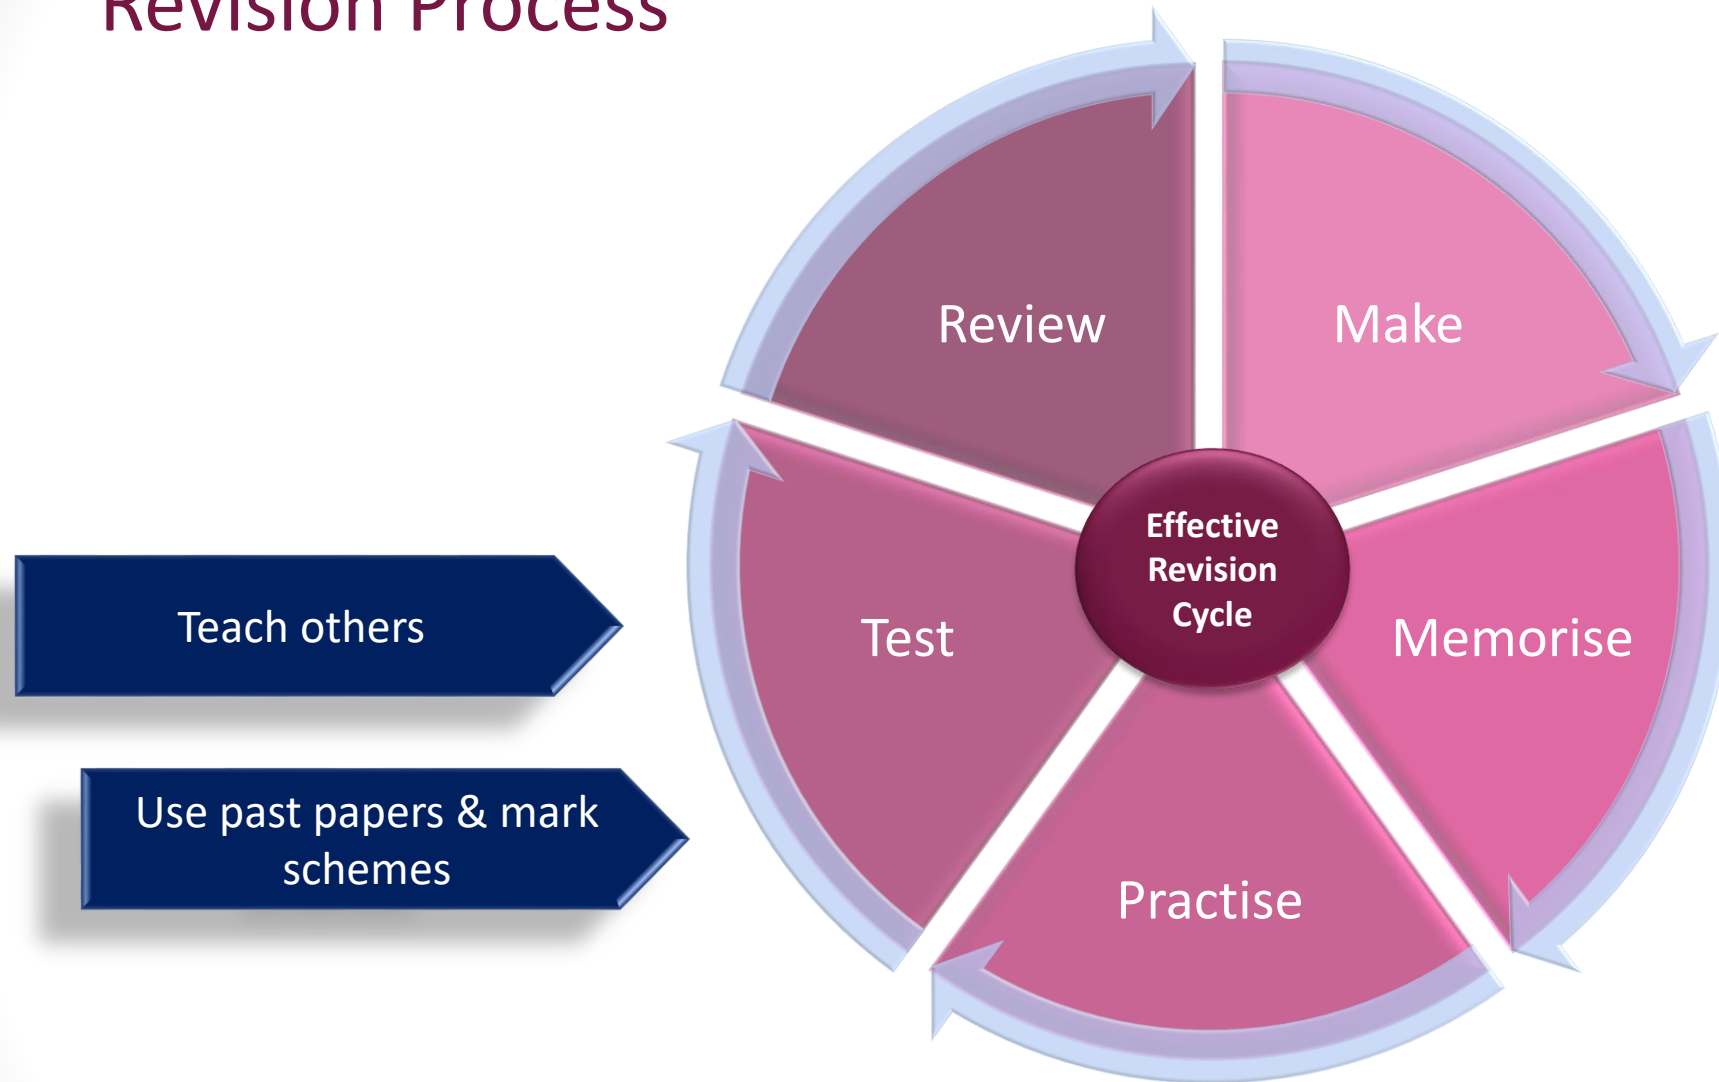 Revision Process
Review
Make
Effective
Revision
Cycle
Teach others
Test
Memorise
Use past papers & mark
schemes
Practise